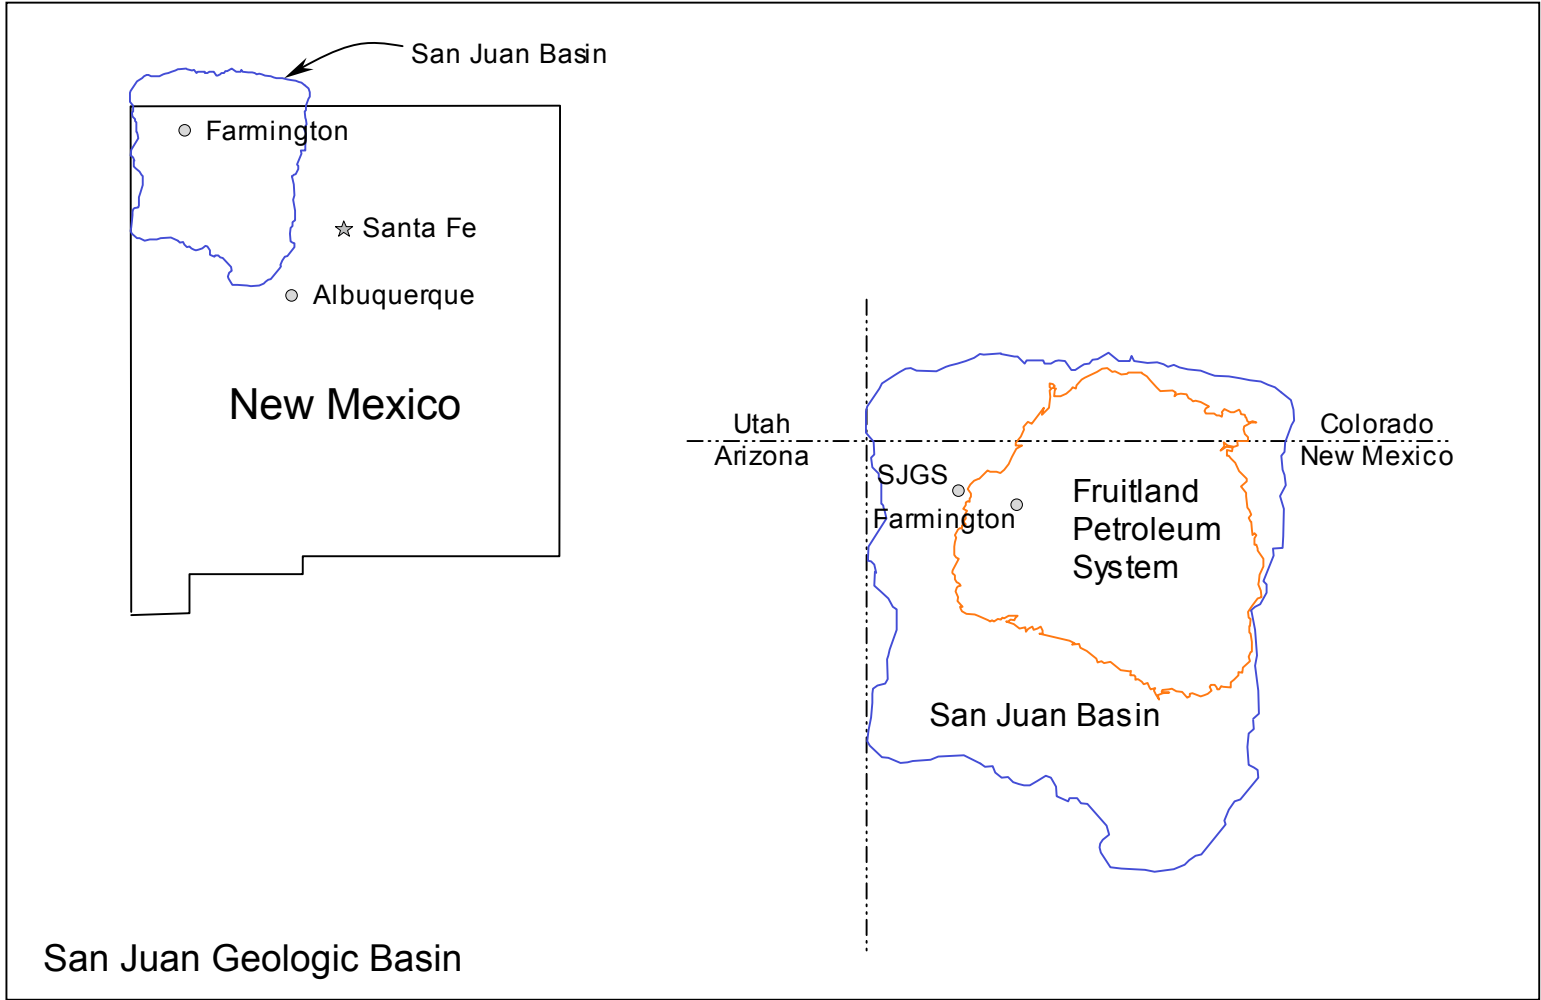 San Juan Basin
Farmington
Santa Fe
Albuquerque
New Mexico
Utah
Arizona
Colorado
New Mexico
SJGS
Farmington
Fruitland
Petroleum
System
San Juan Basin
San Juan Geologic Basin